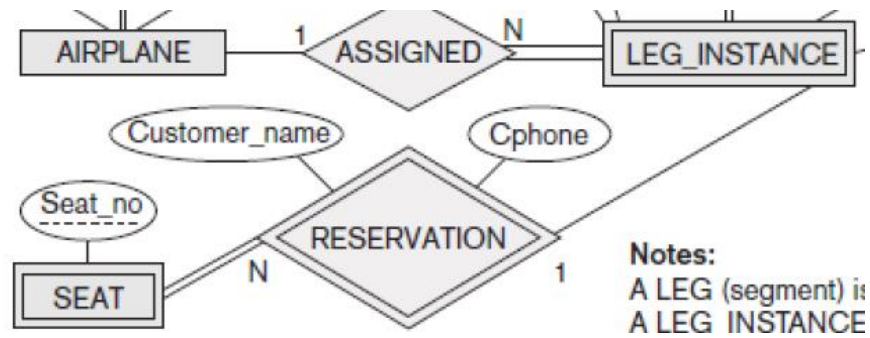 1 N
AIRPLANE ASSIGNED LEG_INSTANCE
Customer_name Cphone
Seat_no
RESERVATION
N 1
SEAT
Notes:
A LEG (segment) is
A LEG INSTANCE